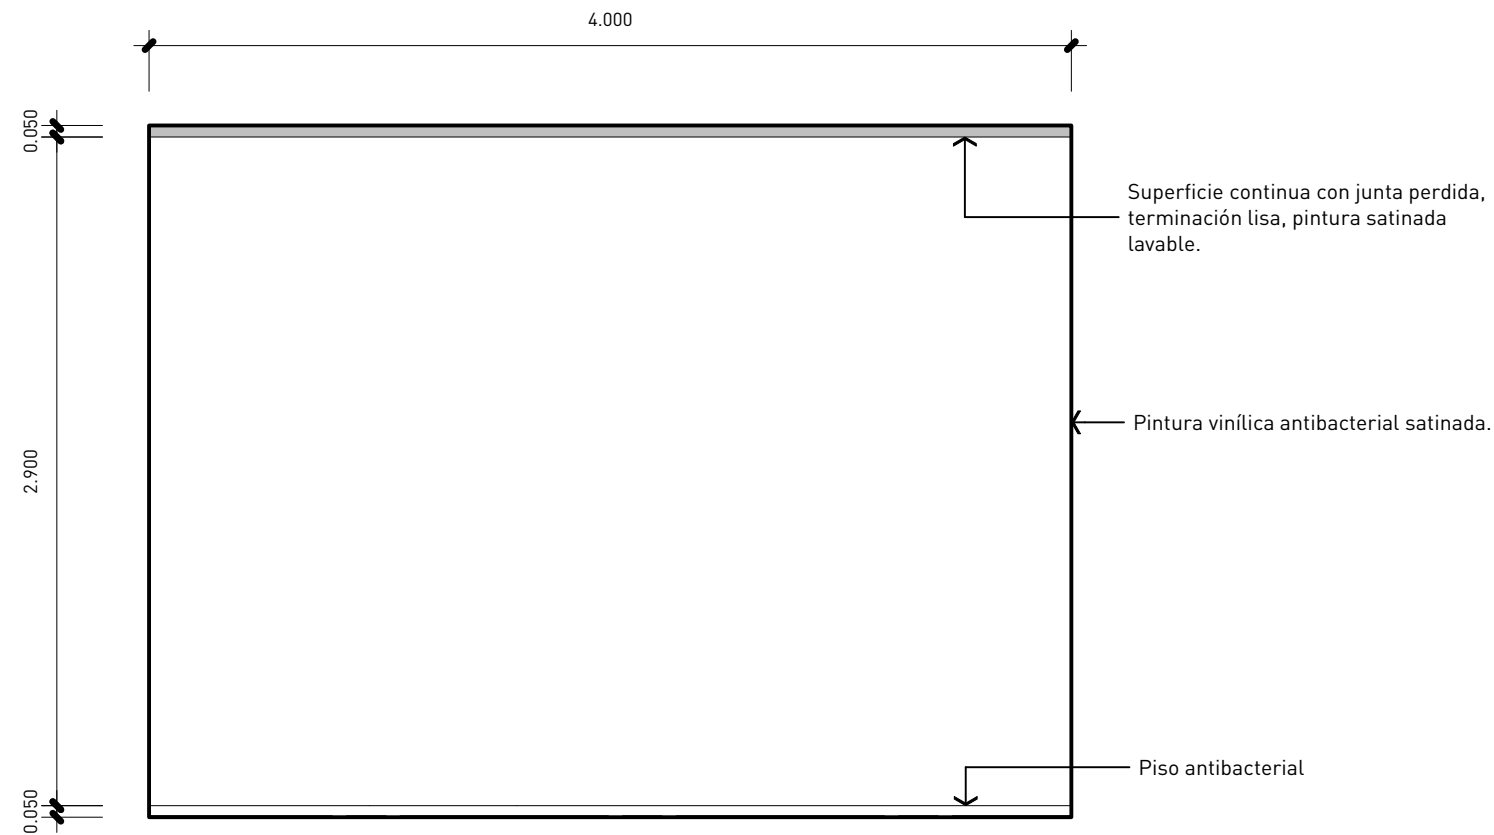 4.000
0.050
Superficie continua con junta perdida,
terminación lisa, pintura satinada
lavable.
Pintura vinílica antibacterial satinada.
2.900
Piso antibacterial
0.050